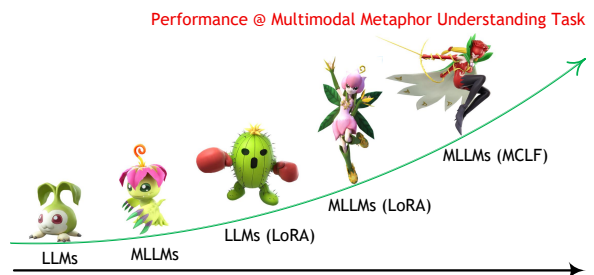 Performance @ Multimodal Metaphor Understanding Task
MLLMs (MCLF)
MLLMs (LoRA)
LLMs (LoRA)
MLLMs
LLMs